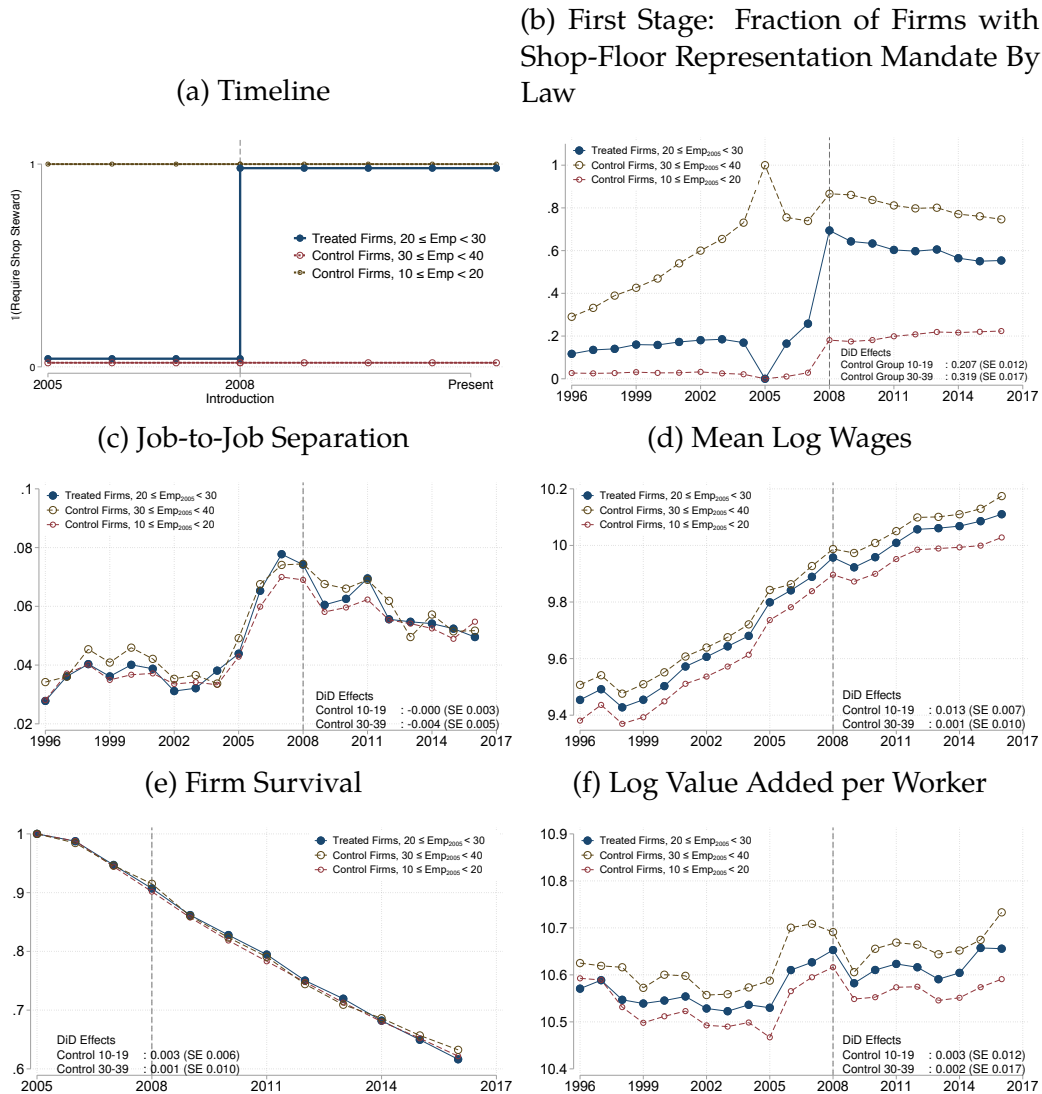 (a) Timeline
1(Require Shop Steward)
1
0
Treated Firms, 20 ≤ Emp < 30
Control Firms, 30 ≤ Emp < 40
Control Firms, 10 ≤ Emp < 20
2005 2008 Present
Introduction
(b) First Stage: Fraction of Firms with
Shop-Floor Representation Mandate By
Law
Treated Firms, 20 ≤ Emp2005 < 30
Control Firms, 30 ≤ Emp2005 < 40
Control Firms, 10 ≤ Emp2005 < 20
1
.8
.6
.4
.2
0
DiD Effects
Control Group 10-19 : 0.207 (SE 0.012)
Control Group 30-39 : 0.319 (SE 0.017)
1996 1999 2002 2005 2008 2011 2014 2017
(c) Job-to-Job Separation
Treated Firms, 20 ≤ Emp2005 < 30
Control Firms, 30 ≤ Emp2005 < 40
Control Firms, 10 ≤ Emp2005 < 20
.1
.08
.06
.04
.02
DiD Effects
Control 10-19 : -0.000 (SE 0.003)
Control 30-39 : -0.004 (SE 0.005)
1996 1999 2002 2005 2008 2011 2014 2017
(d) Mean Log Wages
Treated Firms, 20 ≤ Emp2005 < 30
Control Firms, 30 ≤ Emp2005 < 40
Control Firms, 10 ≤ Emp2005 < 20
10.2
10
9.8
9.6
9.4
DiD Effects
Control 10-19 : 0.013 (SE 0.007)
Control 30-39 : 0.001 (SE 0.010)
1996 1999 2002 2005 2008 2011 2014 2017
(e) Firm Survival
Treated Firms, 20 ≤ Emp2005 < 30
Control Firms, 30 ≤ Emp2005 < 40
Control Firms, 10 ≤ Emp2005 < 20
1
.9
.8
.7
.6
DiD Effects
Control 10-19 : 0.003 (SE 0.006)
Control 30-39 : 0.001 (SE 0.010)
2005 2008 2011 2014 2017
(f) Log Value Added per Worker
Treated Firms, 20 ≤ Emp2005 < 30
Control Firms, 30 ≤ Emp2005 < 40
Control Firms, 10 ≤ Emp2005 < 20
10.9
10.8
10.7
10.6
10.5
10.4
DiD Effects
Control 10-19 : 0.003 (SE 0.012)
Control 30-39 : 0.002 (SE 0.017)
1996 1999 2002 2005 2008 2011 2014 2017